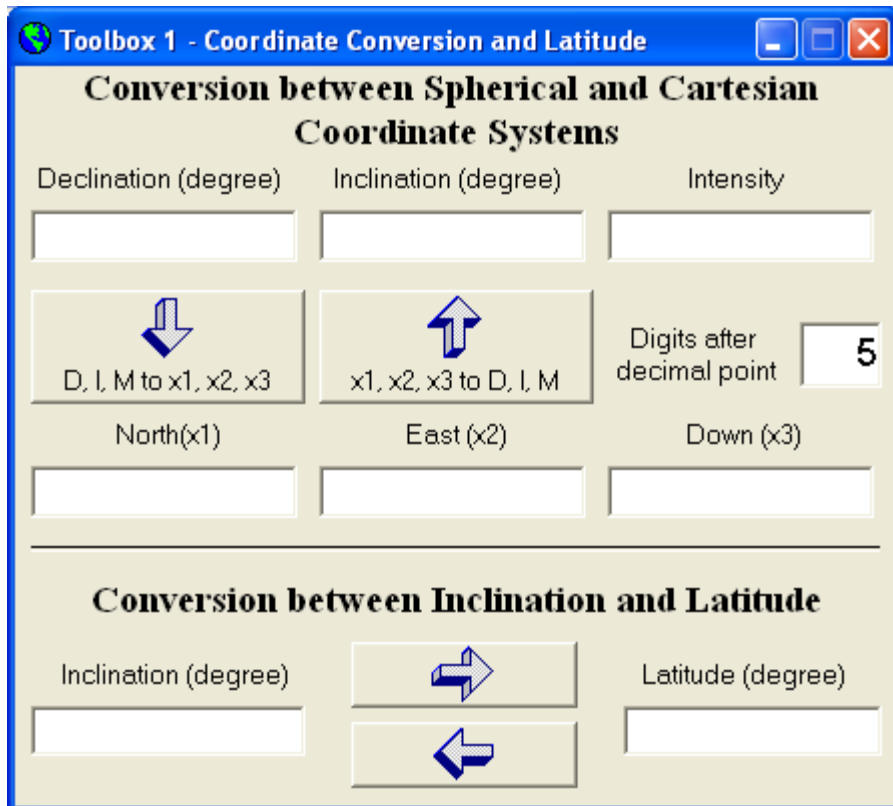 Toolbox 1 - Coordinate Conversion and Latitude
Conversion between Spherical and Cartesian
Coordinate Systems
Declination (degree) Inclination (degree) Intensity
D, I, M to x1, x2, x3 x1, x2, x3 to D, I, M
Digits after
decimal point
5
North(x1) East (x2) Down (x3)
Conversion between Inclination and Latitude
Inclination (degree) Latitude (degree)